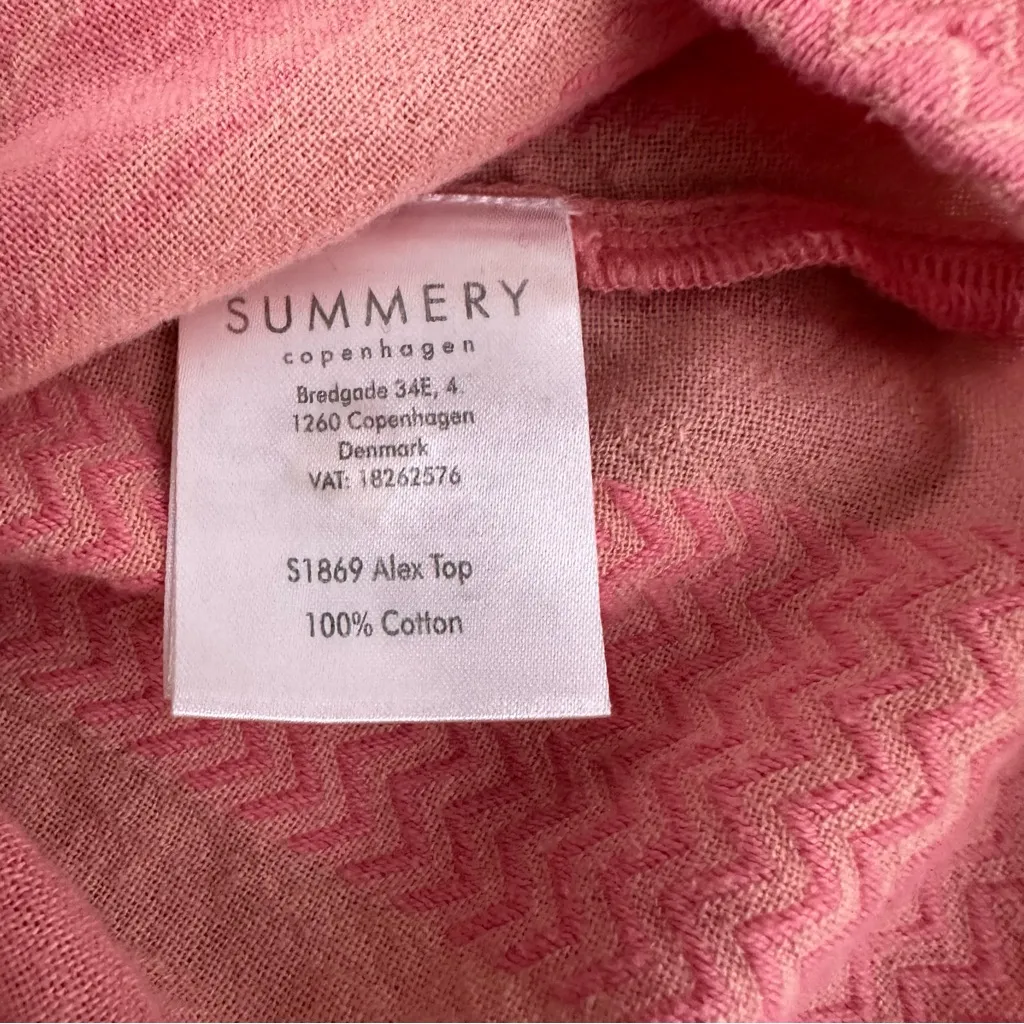 SUMMERY
copenhagen
Bredgade 34E, 4.
1260 Copenhagen
Denmark
VAT: 18262576
S1869 Alex Top
100% Cotton